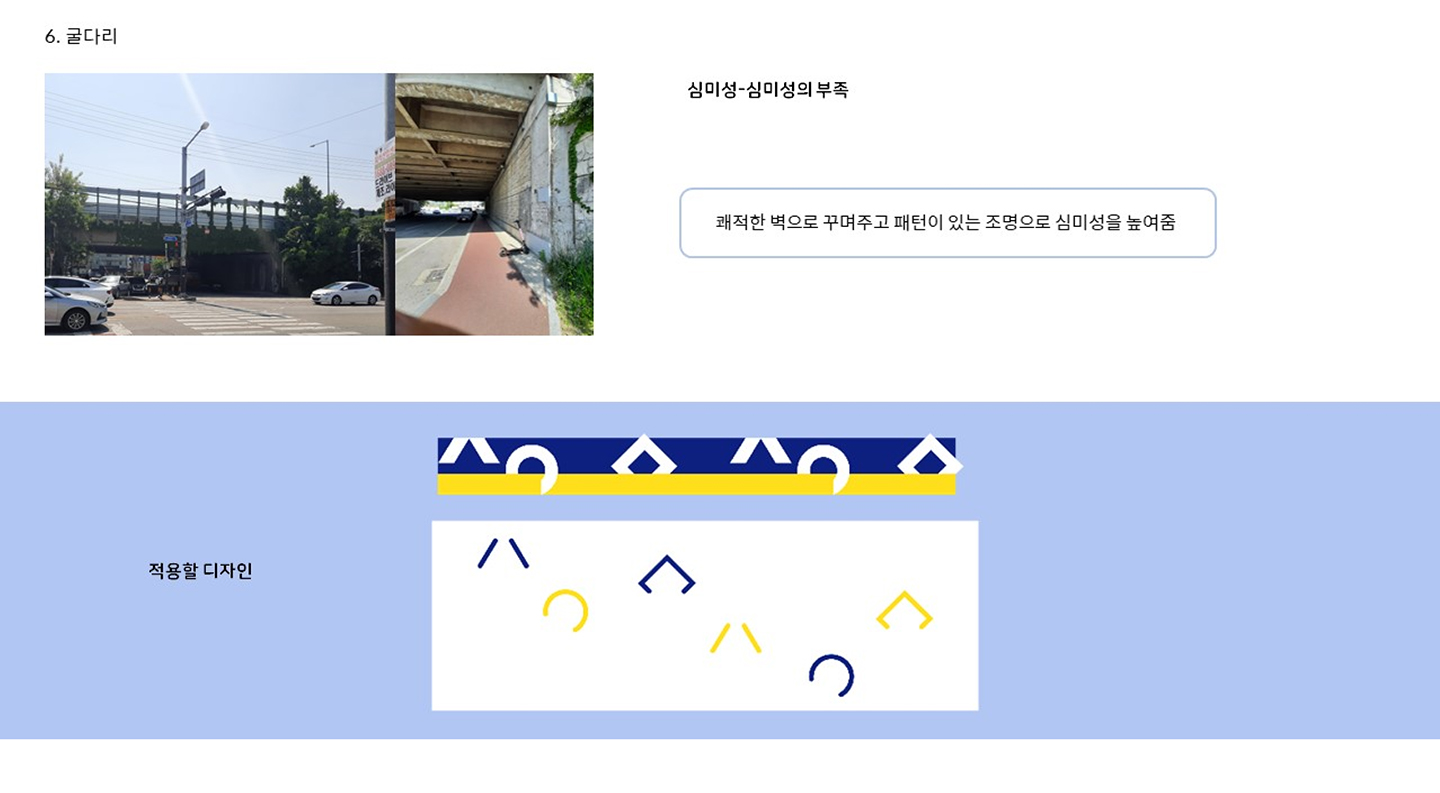 6. 굴다리
심미성-심미성의 부족
쾌적한 벽으로 꾸며주고 패턴이 있는 조명으로 심미성을 높여줌
적용할 디자인